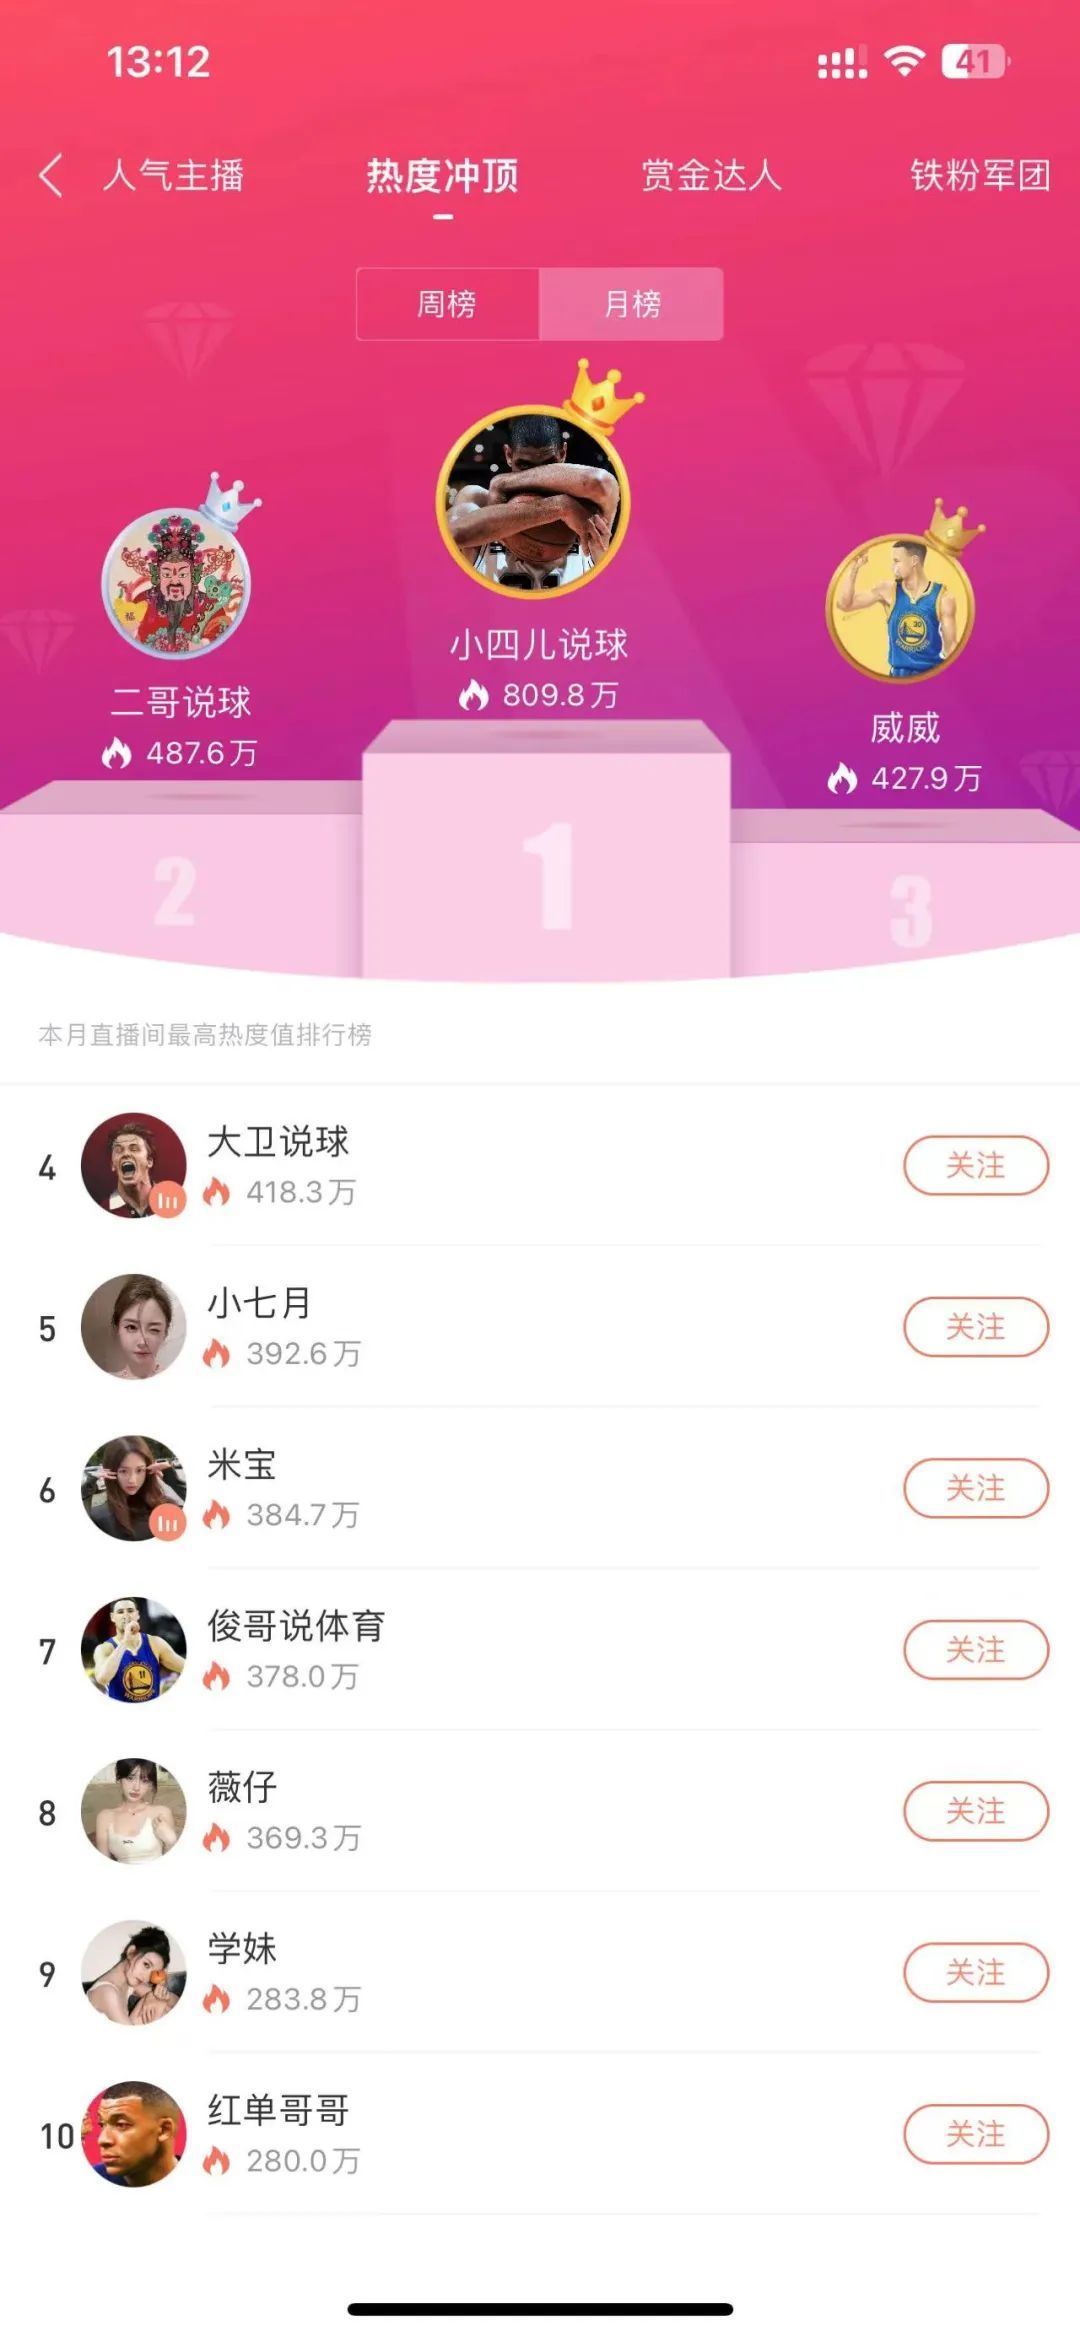 13:12
41
人气主播 热度冲顶 赏金达人 铁粉军团
周榜 月榜
小四儿说球
809.8万
二哥说球
487.6万
威威
427.9万
1
2
3
福
30
WARRIORS
本月直播间最高热度值排行榜
4 大卫说球 关注
418.3万
5 小七月 关注
392.6万
6 米宝 关注
384.7万
7 俊哥说体育 关注
378.0万
11
8 薇仔 关注
369.3万
9 学妹 关注
283.8万
10 红单哥哥 关注
280.0万